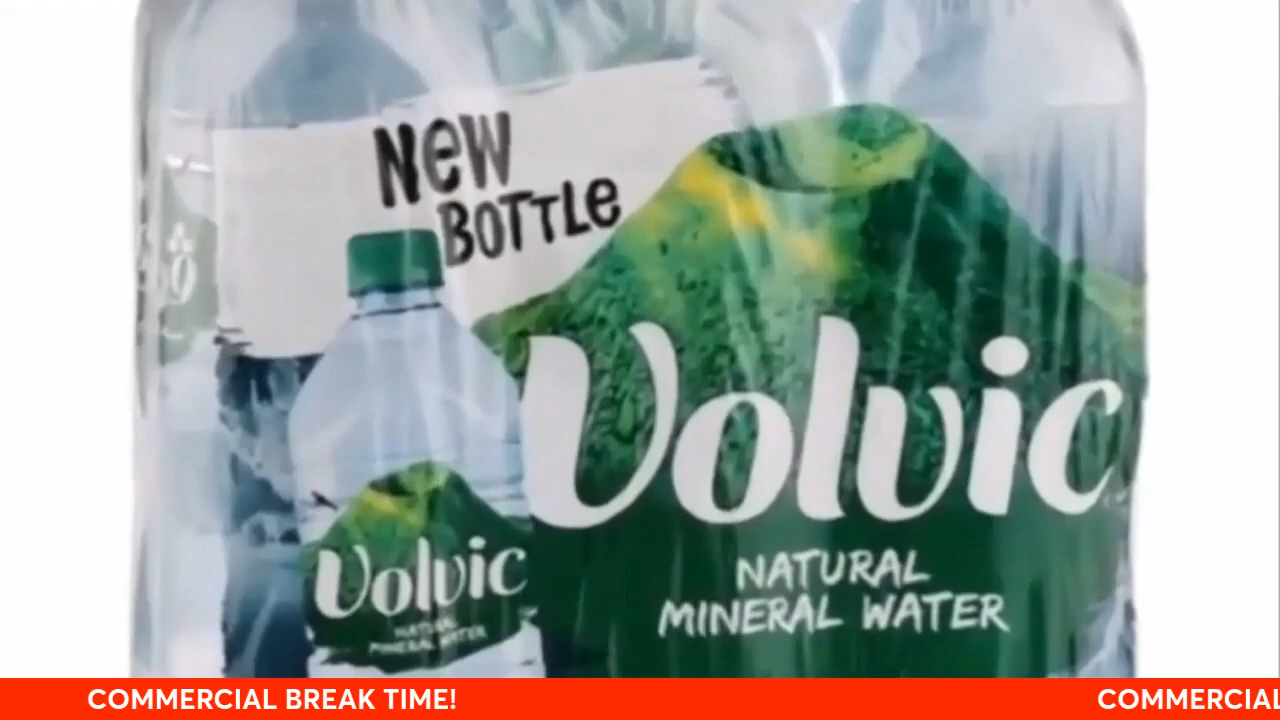 New
BOTTLe
Volvic
NATURAL
MINERAL WATER
Volvic
NATURAL
MINERAL WATER
COMMERCIAL BREAK TIME!
COMMERCIAL